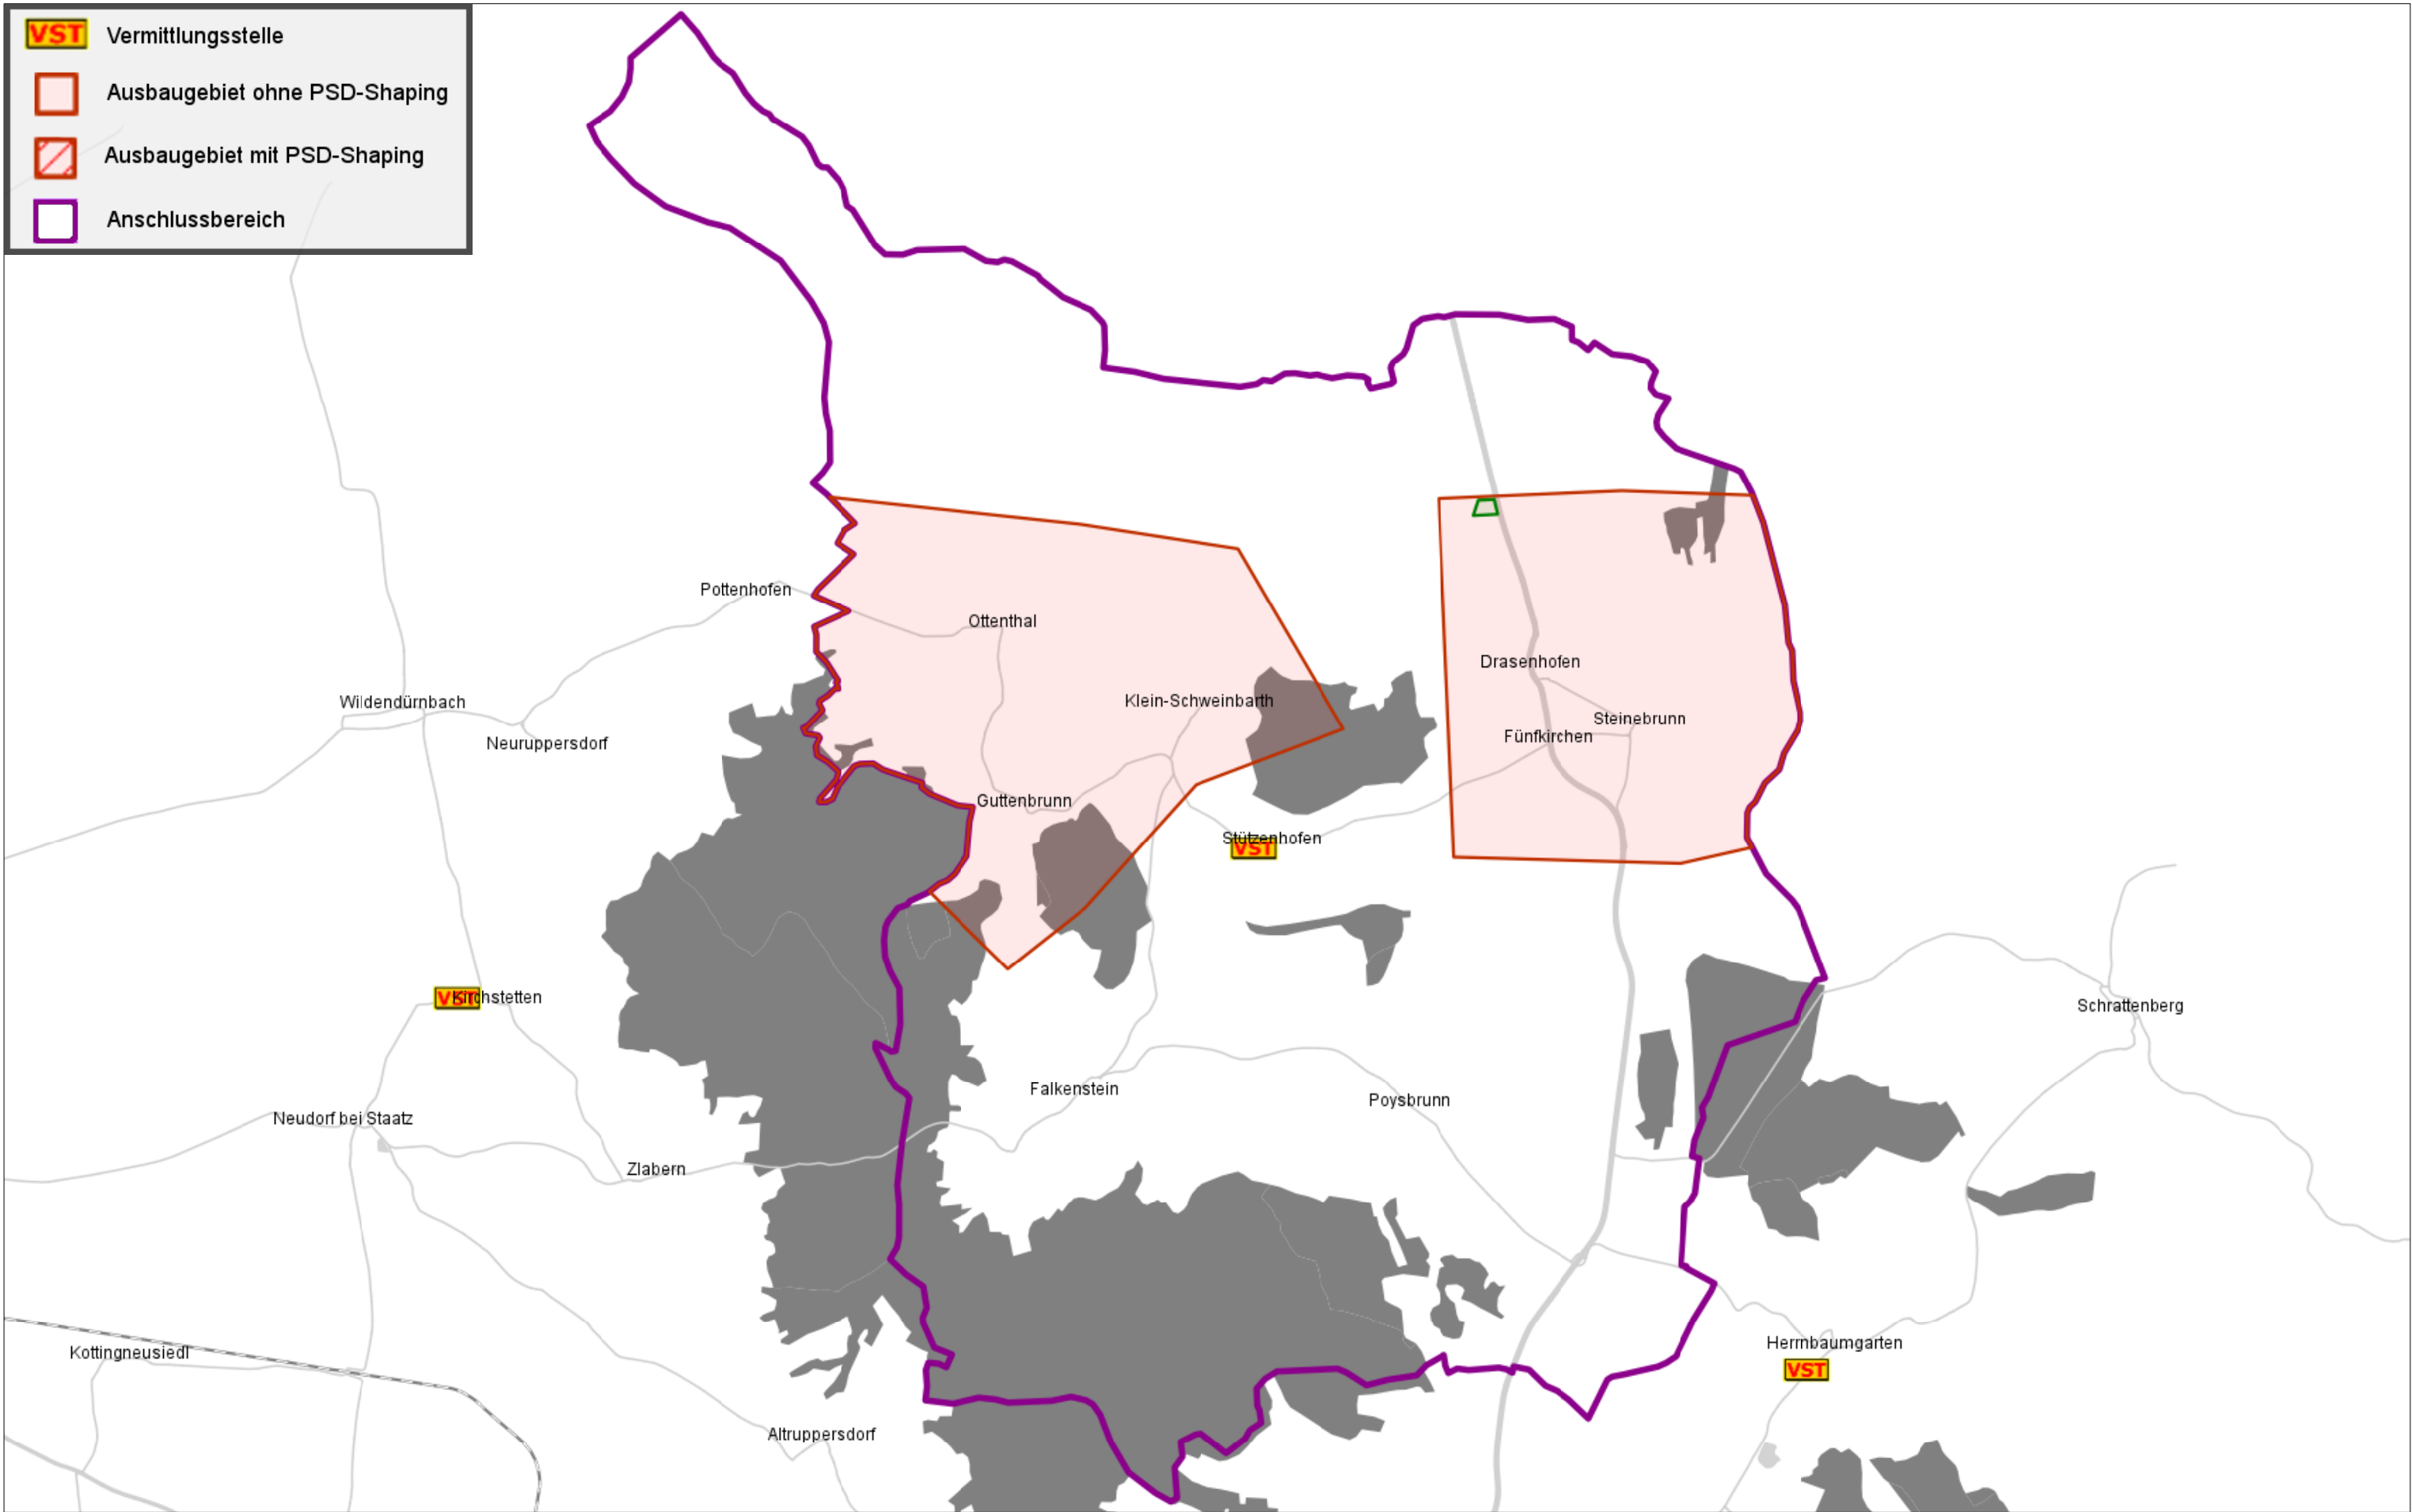 VST Vermittlungsstelle
Ausbaugebiet ohne PSD-Shaping
Ausbaugebiet mit PSD-Shaping
Anschlussbereich
Pottenhofen
Ottenthal
Drasenhofen
Wildendürnbach
Klein-Schweinbarth
Steinebrunn
Neuruppersdorf
Fünfkirchen
Guttenbrunn
Stützenhofen
VST
VST
Kirchstetten
Schrattenberg
Falkenstein
Poysbrunn
Neudorf bei Staatz
Zlabern
Herrnbaumgarten
Kottingneusiedl
VST
Altruppersdorf